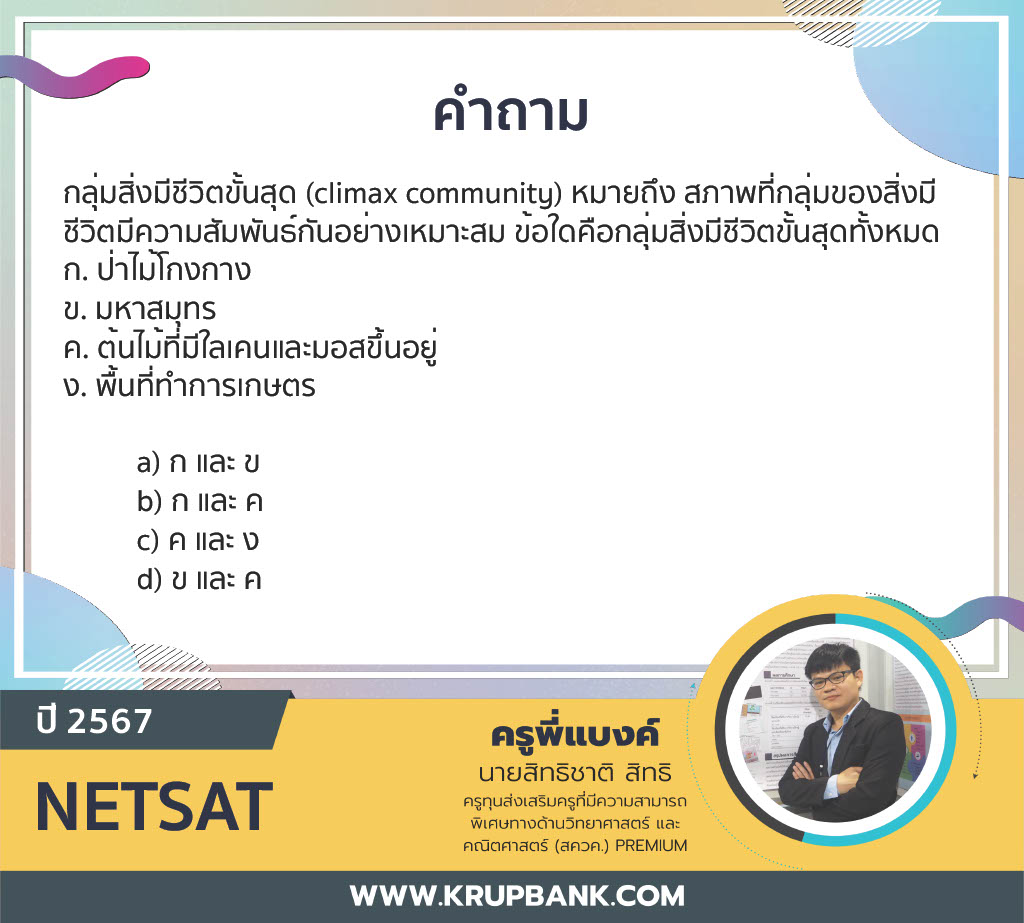 คำถาม
กลุ่มสิ่งมีชีวิตขั้นสุด (climax community) หมายถึง สภาพที่กลุ่มของสิ่งมี
ชีวิตมีความสัมพันธ์กันอย่างเหมาะสม ข้อใดคือกลุ่มสิ่งมีชีวิตขั้นสุดทั้งหมด
ก. ป่าไม้โกงกาง
ข. มหาสมุทร
ค. ต้นไม้ที่มีใลเคนและมอสขึ้นอยู่
ง. พื้นที่ทำการเกษตร
a) ก และ ข
b) ก และ ค
c) ค และ ง
d) ข และ ค
ปี 2567
NETSAT
ครูพี่แบงค์
นายสิทธิชาติ สิทธิ
ครูทุนส่งเสริมครูที่มีความสามารถ
พิเศษทางด้านวิทยาศาสตร์ และ
คณิตศาสตร์ (สควค.) PREMIUM
WWW.KRUPBANK.COM